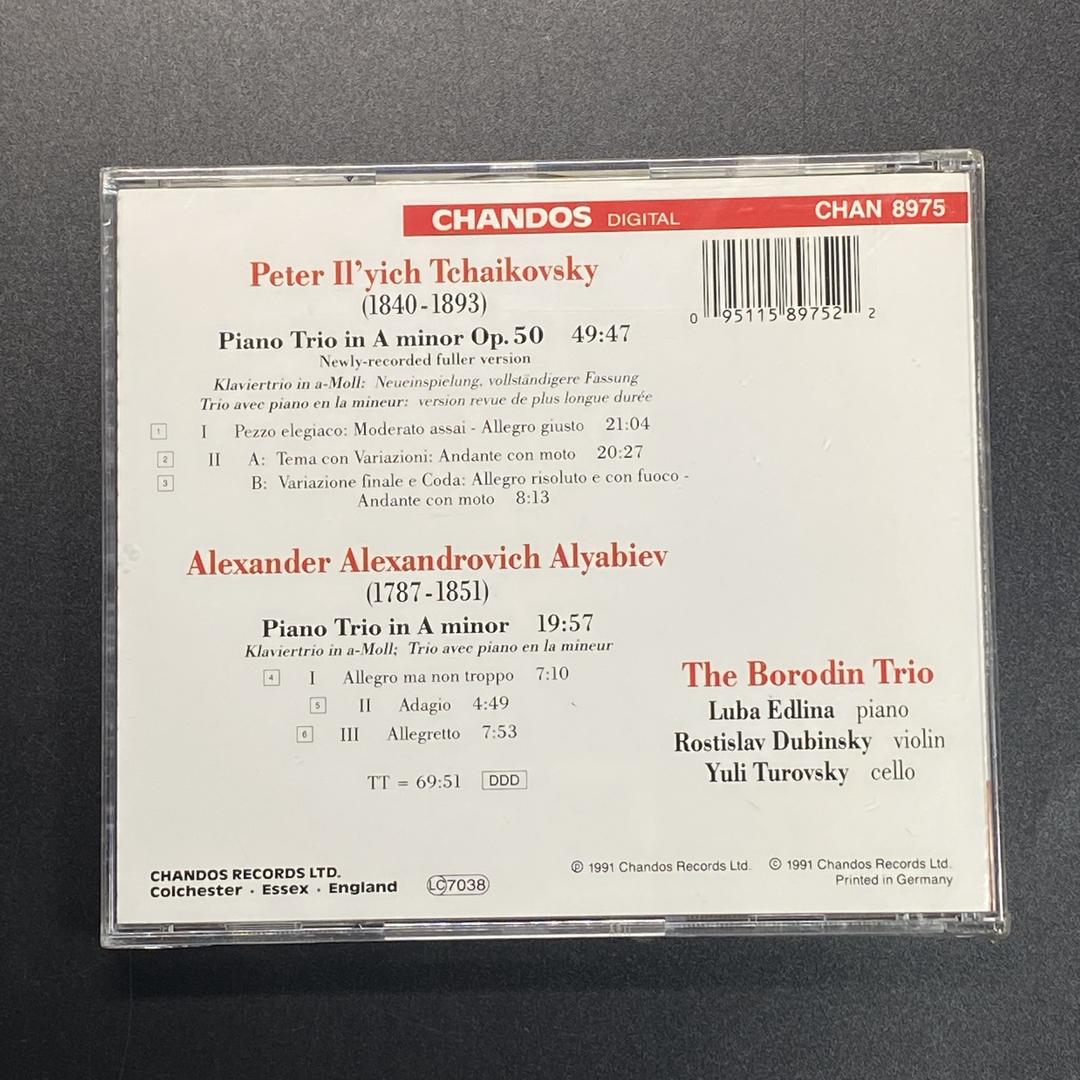 CHANDOS DIGITAL CHAN 8975
0 95115 89752 2
Peter Il'yich Tchaikovsky
(1840-1893)
Piano Trio in A minor Op. 50 49:47
Newly-recorded fuller version
Klaviertrio in a-Moll: Neueinspielung, vollständigere Fassung
Trio avec piano en la mineur: version revue de plus longue durée
1 I Pezzo elegiaco: Moderato assai - Allegro giusto 21:04
2 II A: Tema con Variazioni: Andante con moto 20:27
3 B: Variazione finale e Coda: Allegro risoluto e con fuoco -
Andante con moto 8:13
Alexander Alexandrovich Alyabiev
(1787-1851)
Piano Trio in A minor 19:57
Klaviertrio in a-Moll; Trio avec piano en la mineur
4 I Allegro ma non troppo 7:10
5 II Adagio 4:49
6 III Allegretto 7:53
TT = 69:51 DDD
The Borodin Trio
Luba Edlina piano
Rostislav Dubinsky violin
Yuli Turovsky cello
CHANDOS RECORDS LTD.
Colchester · Essex · England LC 7038
℗ 1991 Chandos Records Ltd. © 1991 Chandos Records Ltd.
Printed in Germany